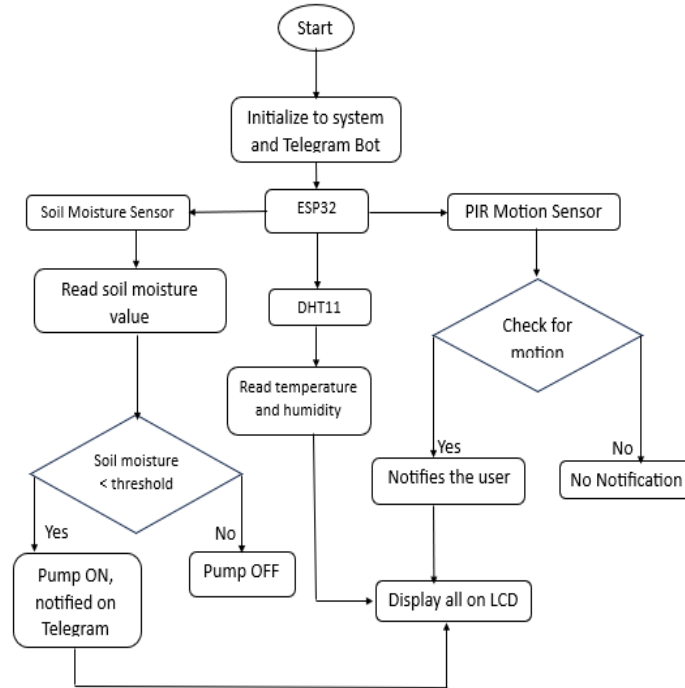 Start
Initialize to system
and Telegram Bot
Soil Moisture Sensor
ESP32
PIR Motion Sensor
Read soil moisture
value
DHT11
Check for
motion
Read temperature
and humidity
Soil moisture
< threshold
Yes
No
Notifies the user
No Notification
Yes
No
Pump ON,
notified on
Telegram
Pump OFF
Display all on LCD